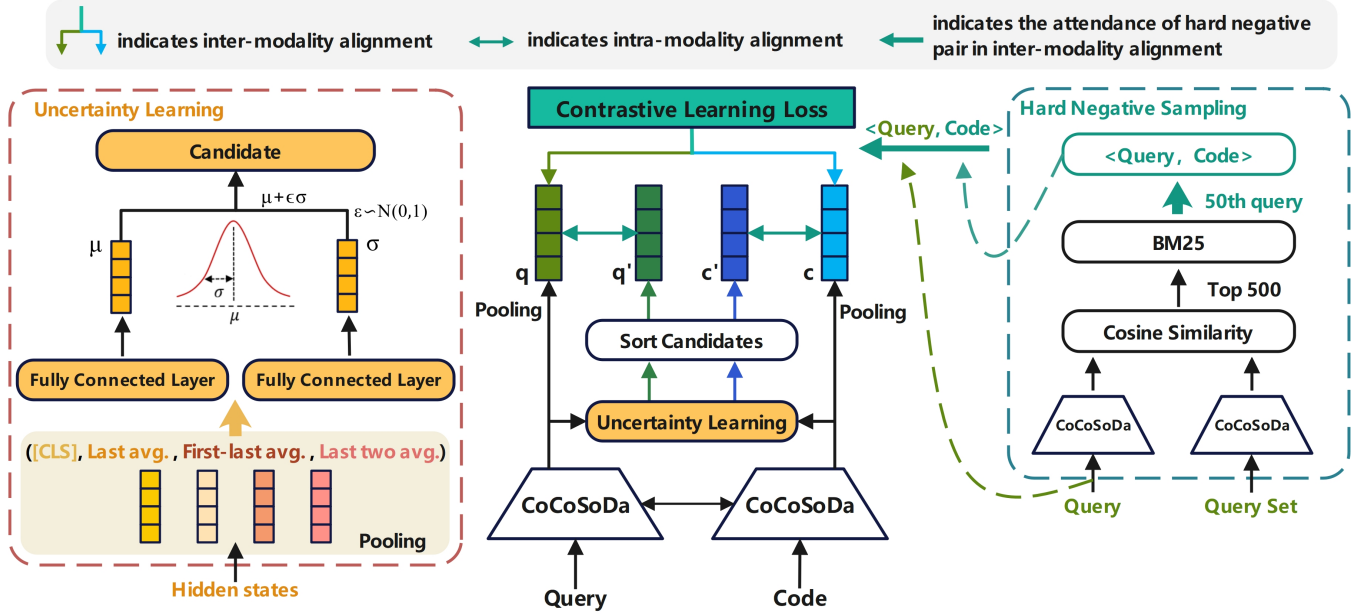 indicates inter-modality alignment
indicates intra-modality alignment
indicates the attendance of hard negative
pair in inter-modality alignment
Uncertainty Learning
Candidate
μ+ϵσ
ε∽N(0,1)
μ
σ
σ
μ
Fully Connected Layer
Fully Connected Layer
([CLS], Last avg. , First-last avg. , Last two avg.)
Pooling
Hidden states
Contrastive Learning Loss
<Query, Code>
q
q'
c'
c
Pooling
Pooling
Sort Candidates
Uncertainty Learning
CoCoSoDa
CoCoSoDa
Query
Code
Hard Negative Sampling
<Query, Code>
50th query
BM25
Top 500
Cosine Similarity
CoCoSoDa
CoCoSoDa
Query
Query Set